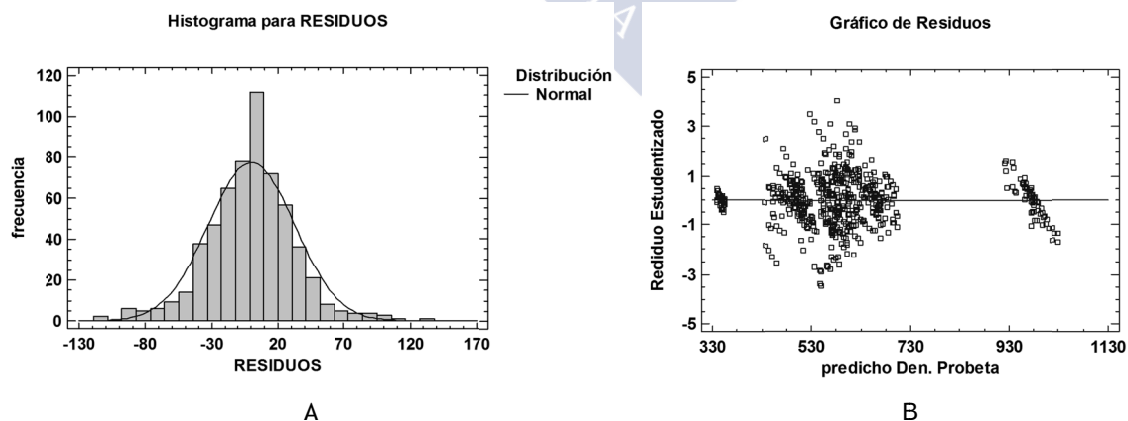 Histograma para RESIDUOS
120
100
80
60
40
20
0
frecuencia
-130 -80 -30 20 70 120 170
RESIDUOS
Distribución
Normal
A
A
Gráfico de Residuos
5
3
1
-1
-3
-5
Rediduo Estudentizado
330 530 730 930 1130
predicho Den. Probeta
B